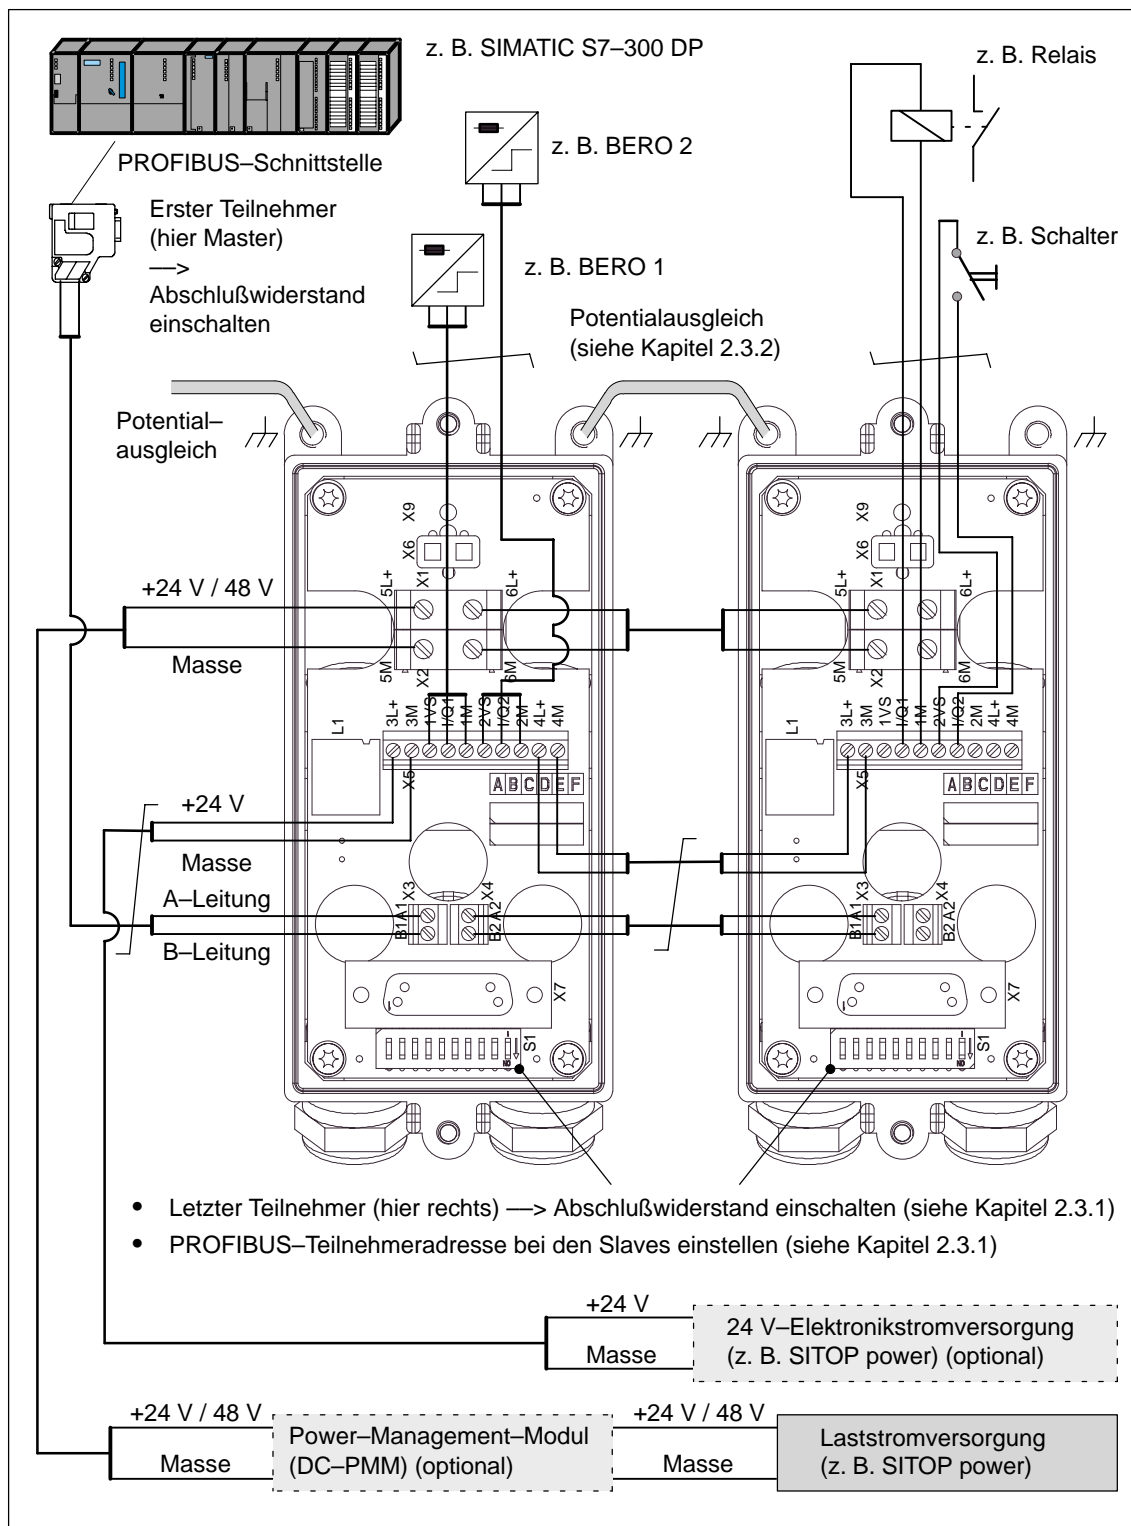 z. B. SIMATIC S7–300 DP
z. B. Relais
z. B. BERO 2
PROFIBUS–Schnittstelle
Erster Teilnehmer
(hier Master)
––>
Abschlußwiderstand
einschalten
z. B. Schalter
z. B. BERO 1
Potentialausgleich
(siehe Kapitel 2.3.2)
Potential–
ausgleich
X9
X6
5L+
X1
6L+
5M
X2
6M
+24 V / 48 V
Masse
L1
3L+
3M
1VS
I/Q1
1M
2VS
I/Q2
2M
4L+
4M
X5
A B C D E F
+24 V
Masse
A–Leitung
B–Leitung
X3
X4
B1 A1
B2 A2
X7
S1
X9
X6
5L+
X1
6L+
5M
X2
6M
L1
3L+
3M
1VS
I/Q1
1M
2VS
I/Q2
2M
4L+
4M
X5
A B C D E F
X3
X4
B1 A1
B2 A2
X7
S1
• Letzter Teilnehmer (hier rechts) ––> Abschlußwiderstand einschalten (siehe Kapitel 2.3.1)
• PROFIBUS–Teilnehmeradresse bei den Slaves einstellen (siehe Kapitel 2.3.1)
+24 V
Masse
24 V–Elektronikstromversorgung
(z. B. SITOP power) (optional)
+24 V / 48 V
Masse
Power–Management–Modul
(DC–PMM) (optional)
+24 V / 48 V
Masse
Laststromversorgung
(z. B. SITOP power)